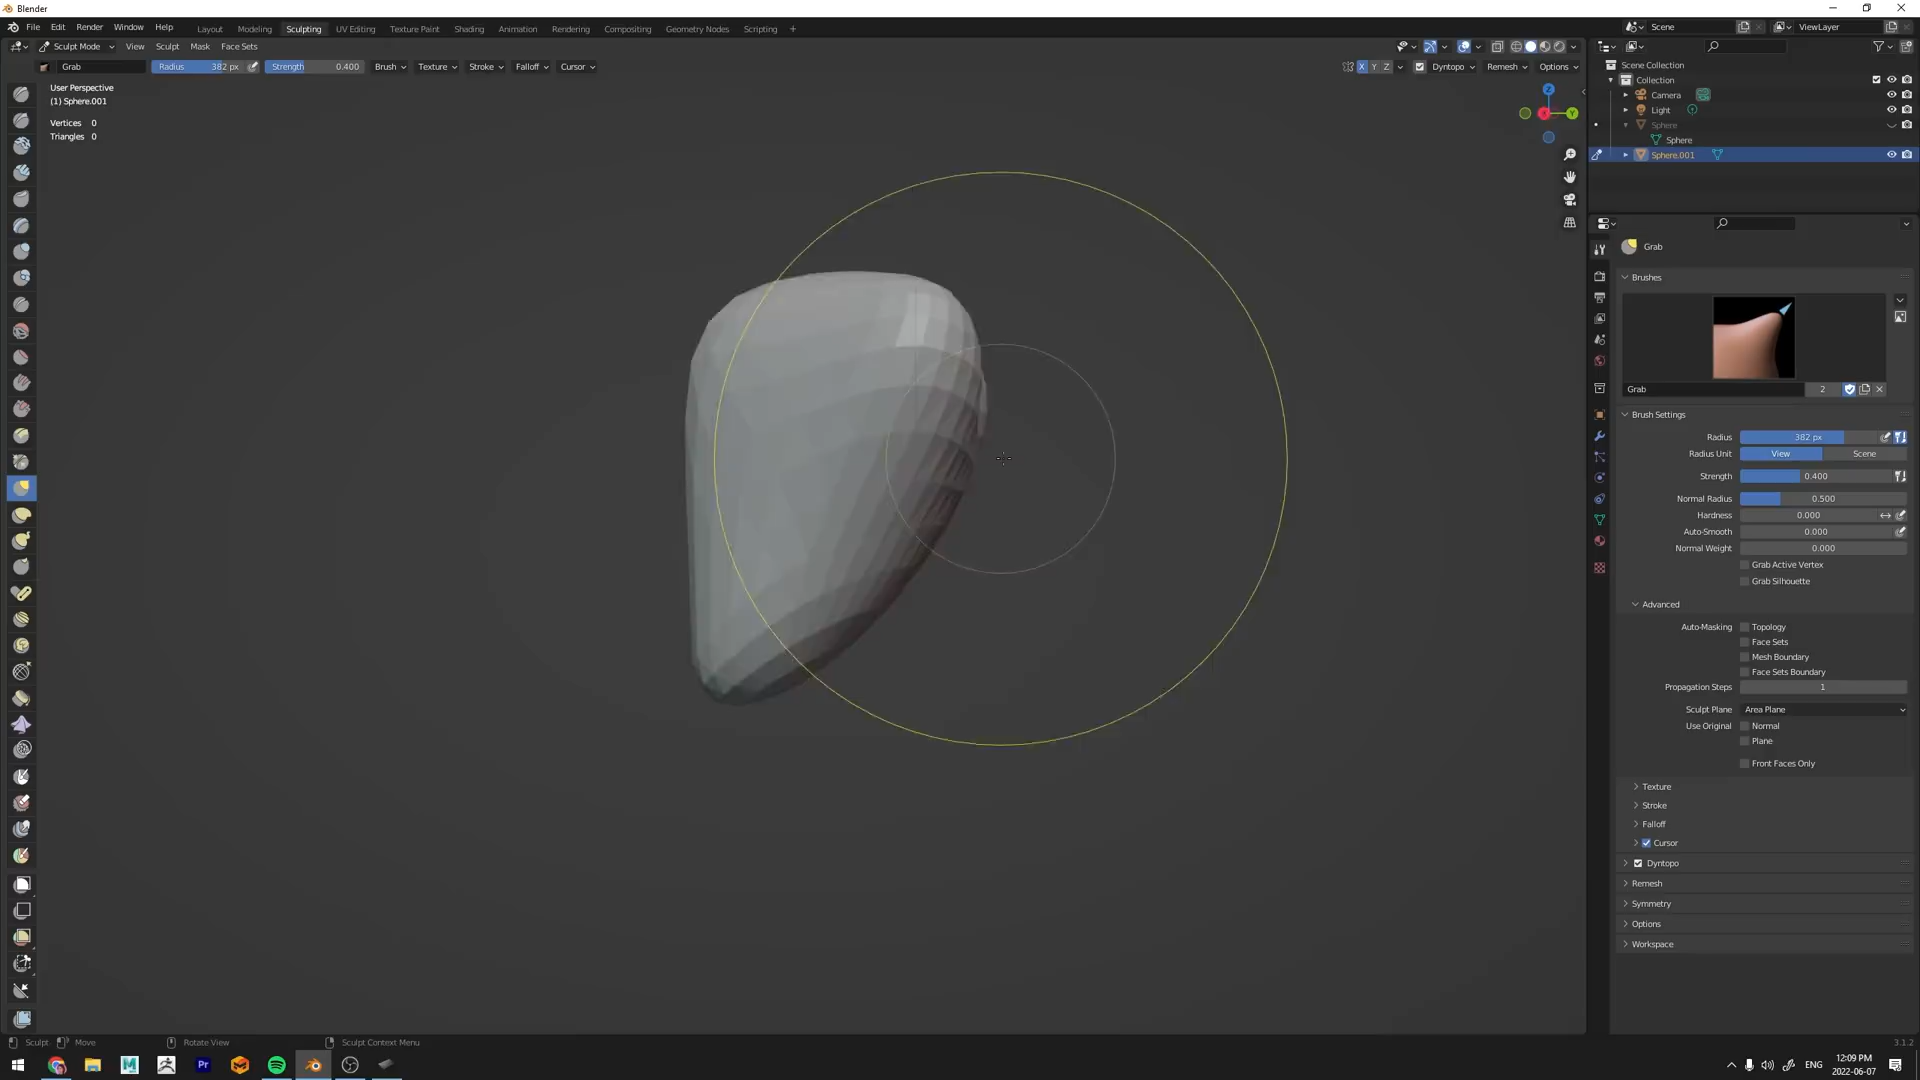 Blender
File Edit Render Window Help Layout Modeling Sculpting UV Editing Texture Paint Shading Animation Rendering Compositing Geometry Nodes Scripting + Scene ViewLayer
Sculpt Mode View Sculpt Mask Face Sets
Grab Radius 382 px Strength 0.400 Brush Texture Stroke Falloff Cursor X Y Z Dyntopo Remesh Options
User Perspective
(1) Sphere.001
Vertices 0
Triangles 0
Z
Y
Scene Collection
Collection
Camera
Light
Sphere
Sphere
Sphere.001
Grab
Brushes
Grab 2
Brush Settings
Radius 382 px
Radius Unit View Scene
Strength 0.400
Normal Radius 0.500
Hardness 0.000
Auto-Smooth 0.000
Normal Weight 0.000
Grab Active Vertex
Grab Silhouette
Advanced
Auto-Masking Topology
Face Sets
Mesh Boundary
Face Sets Boundary
Propagation Steps 1
Sculpt Plane Area Plane
Use Original Normal
Plane
Front Faces Only
Texture
Stroke
Falloff
Cursor
Dyntopo
Remesh
Symmetry
Options
Workspace
Sculpt Move Rotate View Sculpt Context Menu 3.1.2
M Pr ENG 12:09 PM
2022-06-07